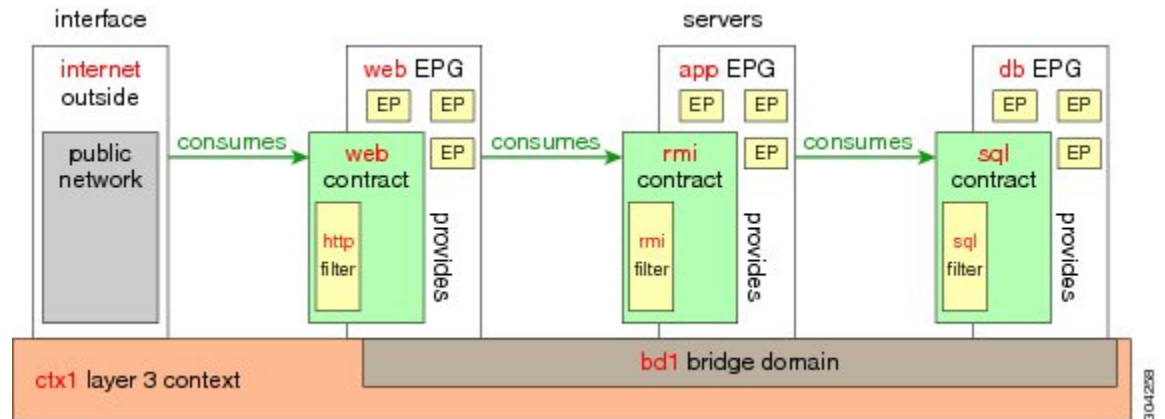 interface
servers
internet
outside
public
network
consumes
web EPG
EP
EP
EP
web
contract
http
filter
provides
consumes
app EPG
EP
EP
EP
rmi
contract
rmi
filter
provides
consumes
db EPG
EP
EP
EP
sql
contract
sql
filter
provides
bd1 bridge domain
ctx1 layer 3 context
304258